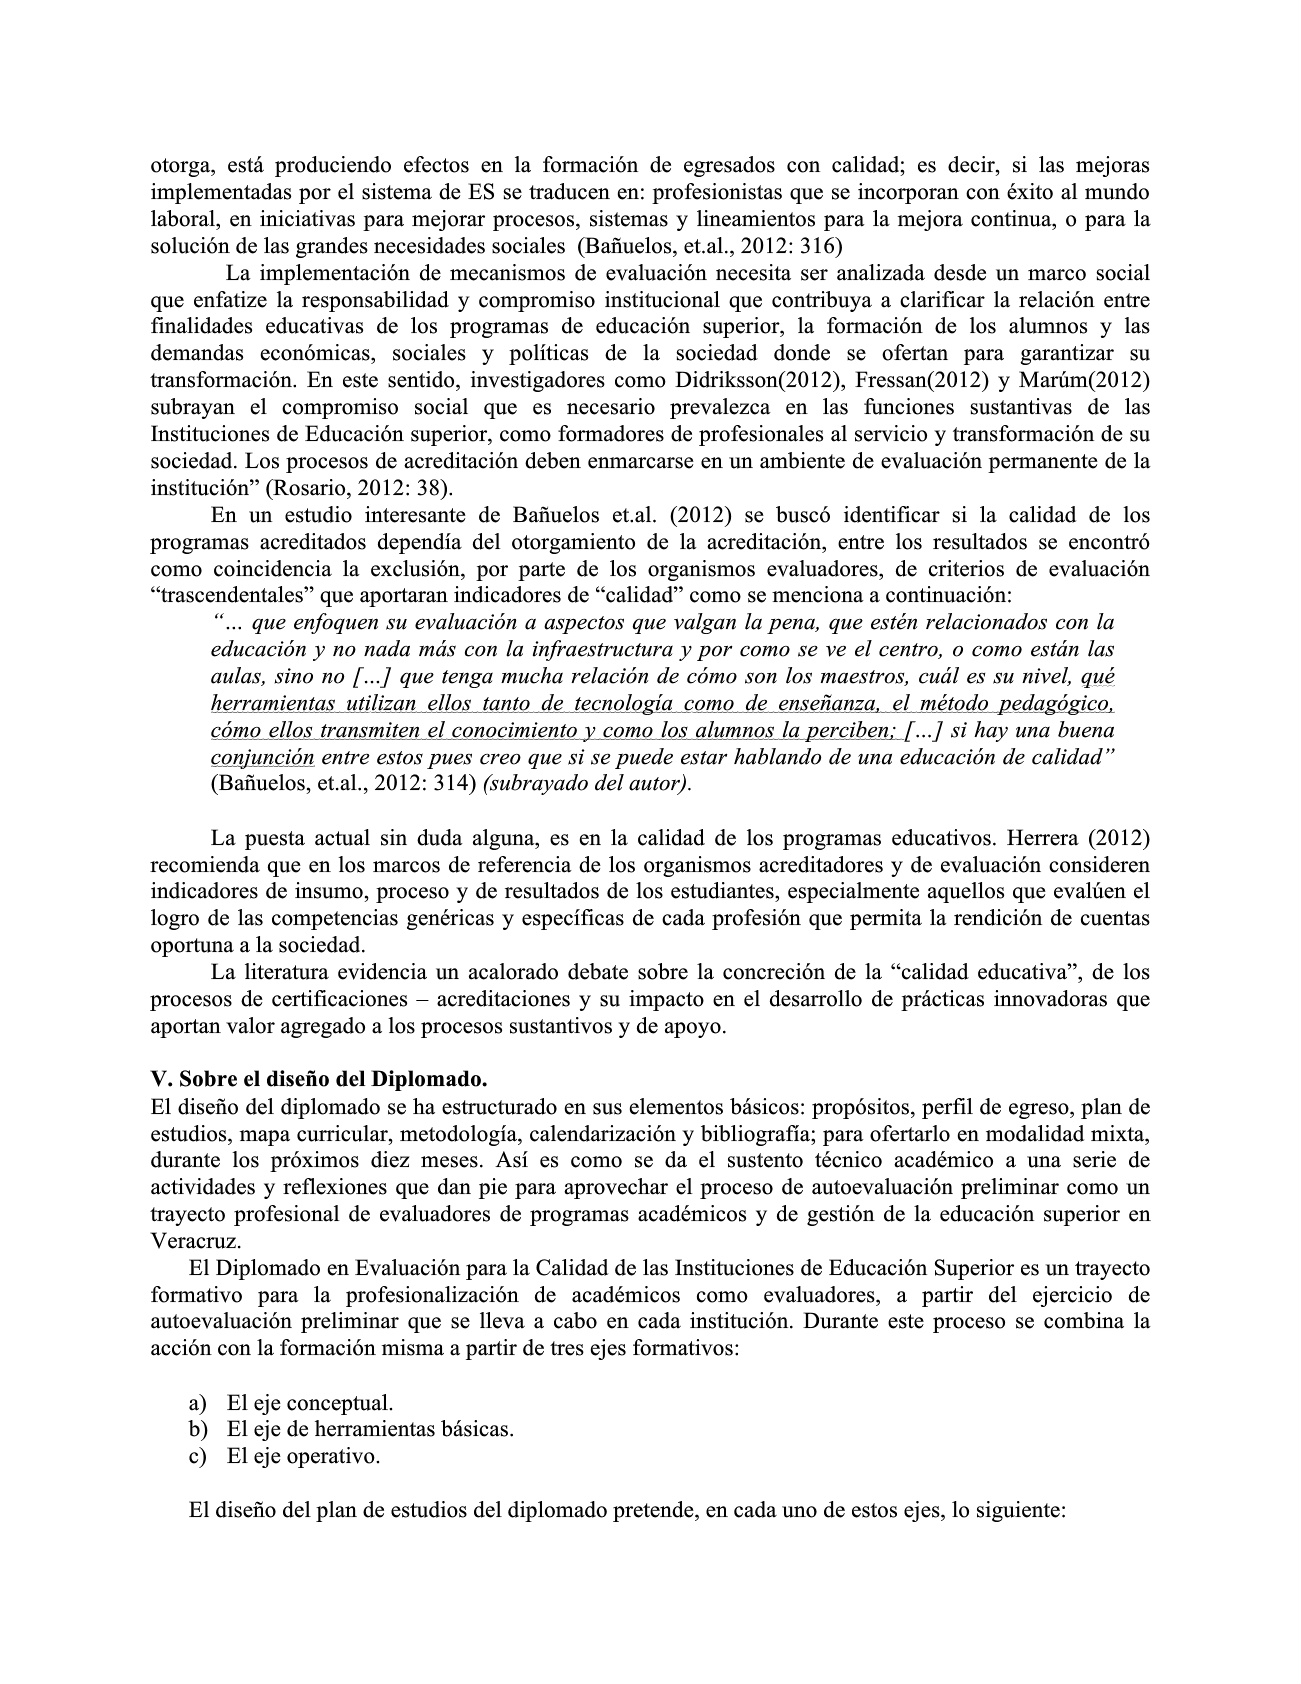 otorga, está produciendo efectos en la formación de egresados con calidad; es decir, si las mejoras
implementadas por el sistema de ES se traducen en: profesionistas que se incorporan con éxito al mundo
laboral, en iniciativas para mejorar procesos, sistemas y lineamientos para la mejora continua, o para la
solución de las grandes necesidades sociales  (Bañuelos, et.al., 2012: 316)
La implementación de mecanismos de evaluación necesita ser analizada desde un marco social
que enfatize la responsabilidad y compromiso institucional que contribuya a clarificar la relación entre
finalidades educativas de los programas de educación superior, la formación de los alumnos y las
demandas económicas, sociales y políticas de la sociedad donde se ofertan para garantizar su
transformación. En este sentido, investigadores como Didriksson(2012), Fressan(2012) y Marúm(2012)
subrayan el compromiso social que es necesario prevalezca en las funciones sustantivas de las
Instituciones de Educación superior, como formadores de profesionales al servicio y transformación de su
sociedad. Los procesos de acreditación deben enmarcarse en un ambiente de evaluación permanente de la
institución” (Rosario, 2012: 38).
En un estudio interesante de Bañuelos et.al. (2012) se buscó identificar si la calidad de los
programas acreditados dependía del otorgamiento de la acreditación, entre los resultados se encontró
como coincidencia la exclusión, por parte de los organismos evaluadores, de criterios de evaluación
“trascendentales” que aportaran indicadores de “calidad” como se menciona a continuación:
“… que enfoquen su evaluación a aspectos que valgan la pena, que estén relacionados con la
educación y no nada más con la infraestructura y por como se ve el centro, o como están las
aulas, sino no […] que tenga mucha relación de cómo son los maestros, cuál es su nivel, qué
herramientas utilizan ellos tanto de tecnología como de enseñanza, el método pedagógico,
cómo ellos transmiten el conocimiento y como los alumnos la perciben; […] si hay una buena
conjunción entre estos pues creo que si se puede estar hablando de una educación de calidad”
(Bañuelos, et.al., 2012: 314) (subrayado del autor).
La puesta actual sin duda alguna, es en la calidad de los programas educativos. Herrera (2012)
recomienda que en los marcos de referencia de los organismos acreditadores y de evaluación consideren
indicadores de insumo, proceso y de resultados de los estudiantes, especialmente aquellos que evalúen el
logro de las competencias genéricas y específicas de cada profesión que permita la rendición de cuentas
oportuna a la sociedad.
La literatura evidencia un acalorado debate sobre la concreción de la “calidad educativa”, de los
procesos de certificaciones – acreditaciones y su impacto en el desarrollo de prácticas innovadoras que
aportan valor agregado a los procesos sustantivos y de apoyo.
V. Sobre el diseño del Diplomado.
El diseño del diplomado se ha estructurado en sus elementos básicos: propósitos, perfil de egreso, plan de
estudios, mapa curricular, metodología, calendarización y bibliografía; para ofertarlo en modalidad mixta,
durante los próximos diez meses. Así es como se da el sustento técnico académico a una serie de
actividades y reflexiones que dan pie para aprovechar el proceso de autoevaluación preliminar como un
trayecto profesional de evaluadores de programas académicos y de gestión de la educación superior en
Veracruz.
El Diplomado en Evaluación para la Calidad de las Instituciones de Educación Superior es un trayecto
formativo para la profesionalización de académicos como evaluadores, a partir del ejercicio de
autoevaluación preliminar que se lleva a cabo en cada institución. Durante este proceso se combina la
acción con la formación misma a partir de tres ejes formativos:
a) El eje conceptual.
b) El eje de herramientas básicas.
c) El eje operativo.
El diseño del plan de estudios del diplomado pretende, en cada uno de estos ejes, lo siguiente: